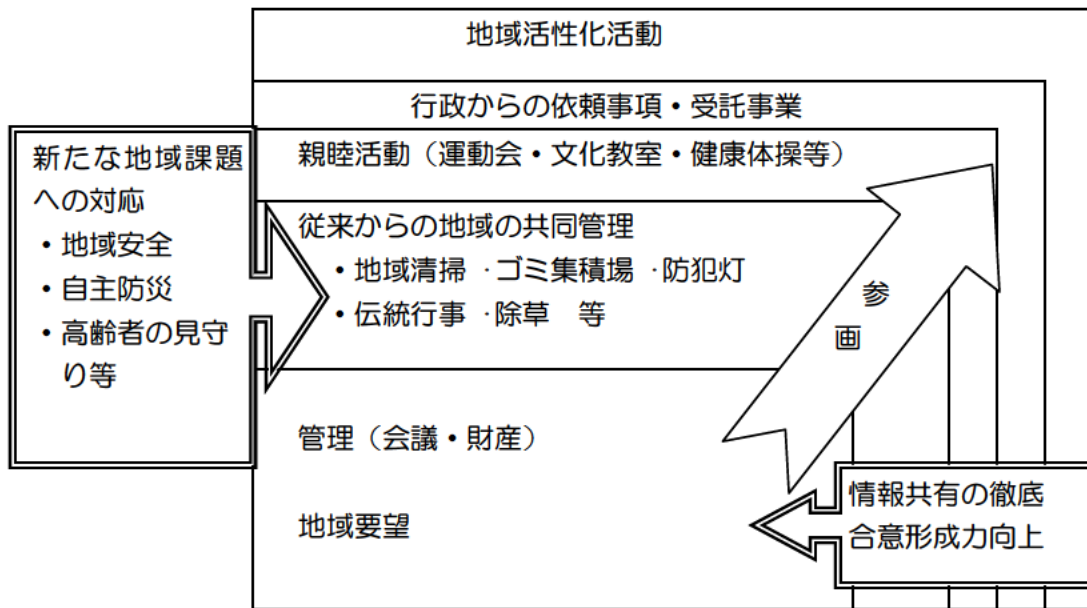 地域活性化活動
行政からの依頼事項・受託事業
親睦活動（運動会・文化教室・健康体操等）
従来からの地域の共同管理
・地域清掃 ・ゴミ集積場 ・防犯灯
・伝統行事 ・除草　等
管理（会議・財産）
地域要望
新たな地域課題
への対応
・地域安全
・自主防災
・高齢者の見守
り等
参
画
情報共有の徹底
合意形成力向上